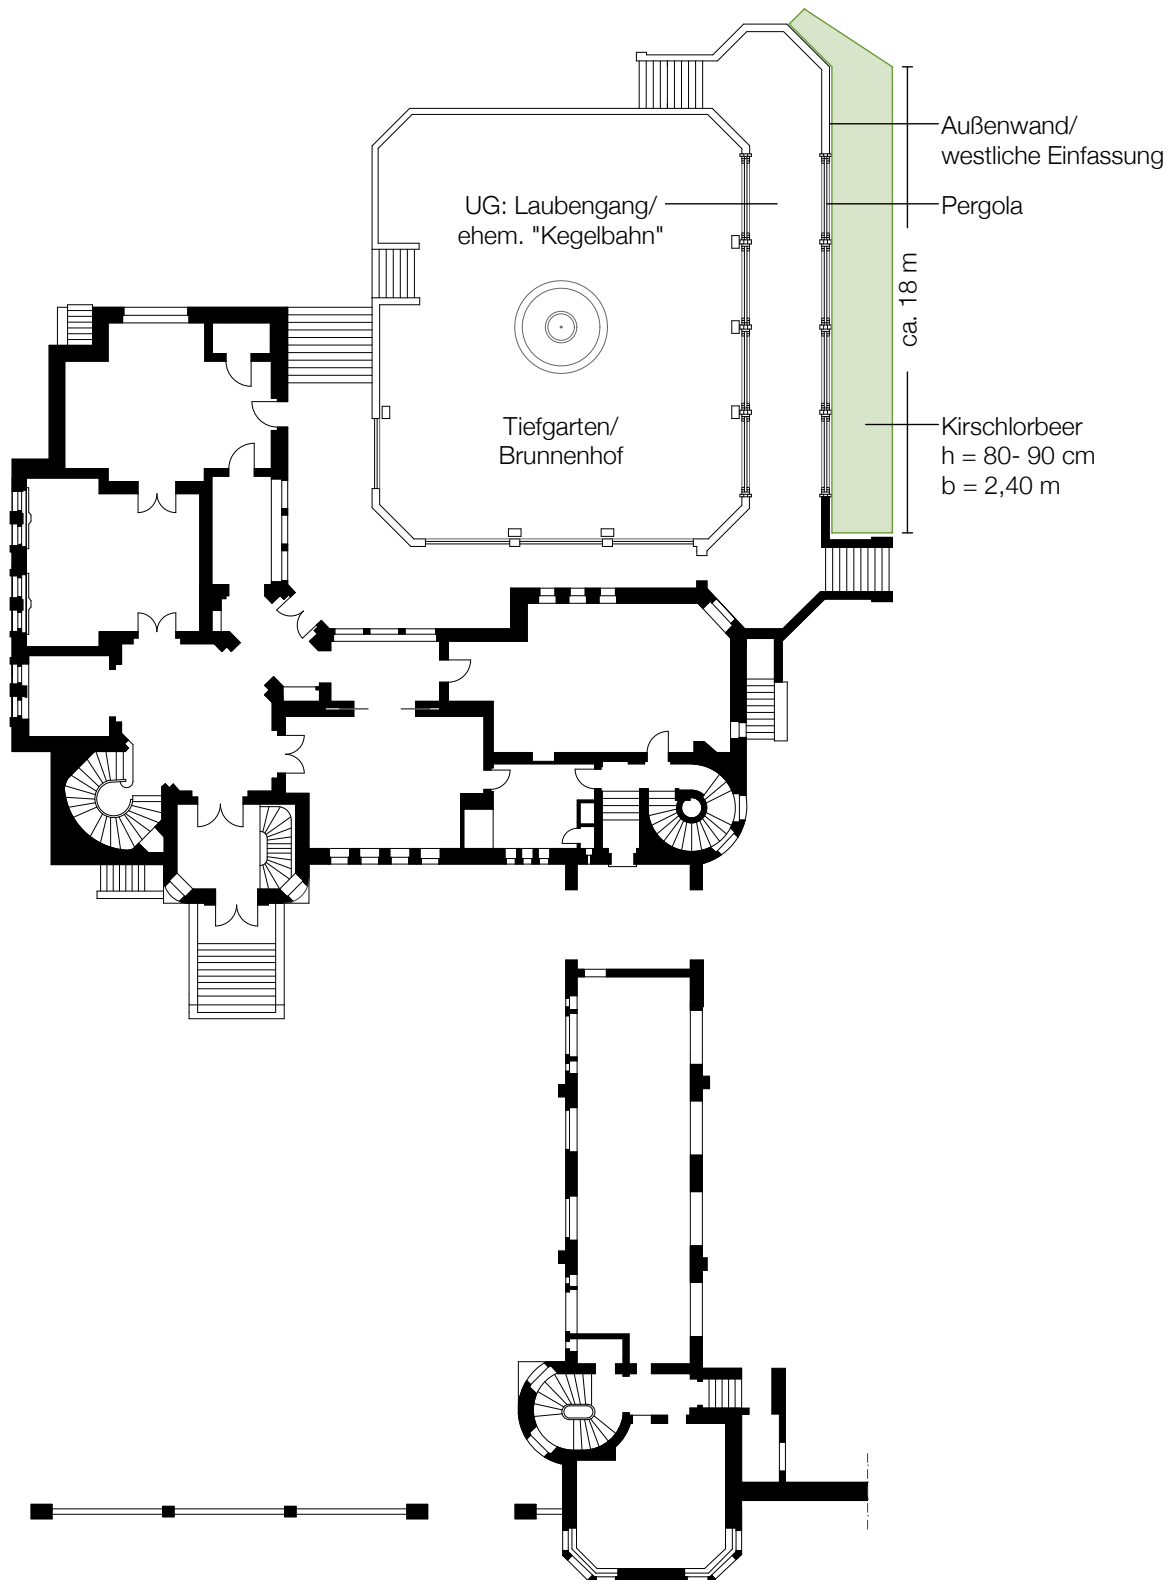 Außenwand/
westliche Einfassung
UG: Laubengang/
ehem. "Kegelbahn"
Pergola
ca. 18 m
Tiefgarten/
Brunnenhof
Kirschlorbeer
h = 80- 90 cm
b = 2,40 m